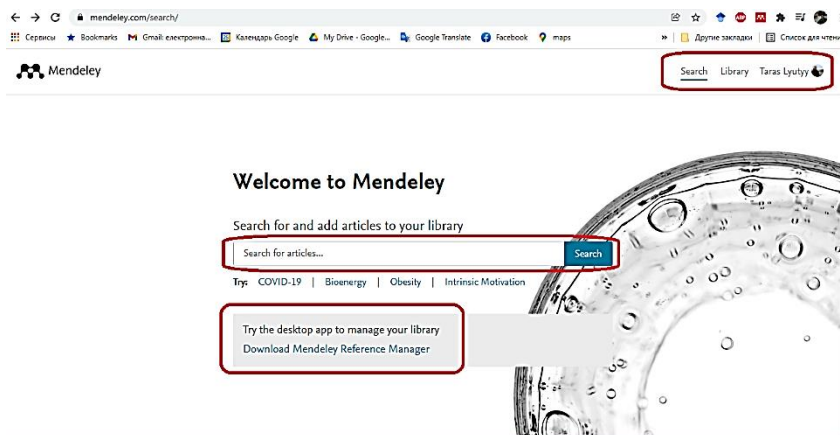 mendeley.com/search/
Сервисы Bookmarks Gmail: електронна... Календарь Google My Drive - Google... Google Translate Facebook maps » Другие закладки Список для чтен
Mendeley Search Library Taras Lyutyy
Welcome to Mendeley
Search for and add articles to your library
Search for articles... Search
Try: COVID-19 | Bioenergy | Obesity | Intrinsic Motivation
Try the desktop app to manage your library
Download Mendeley Reference Manager